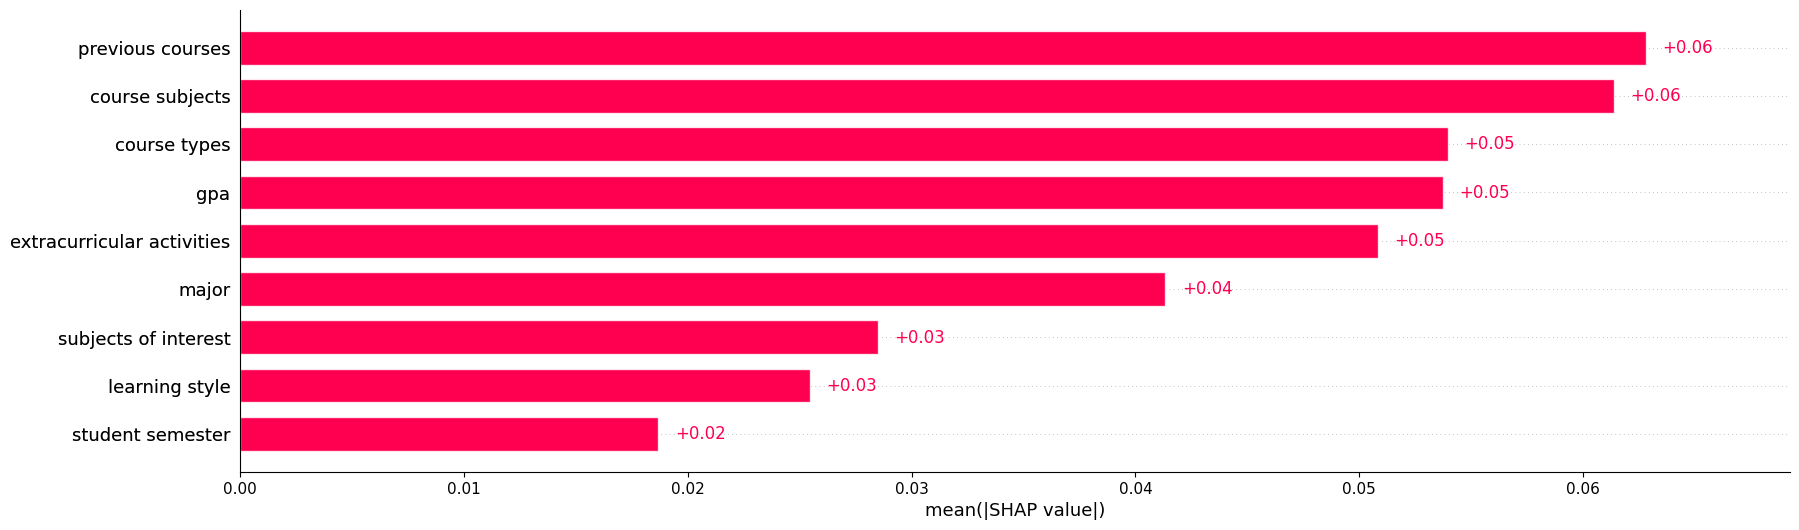 previous courses +0.06
course subjects +0.06
course types +0.05
gpa +0.05
extracurricular activities +0.05
major +0.04
subjects of interest +0.03
learning style +0.03
student semester +0.02
0.00 0.01 0.02 0.03 0.04 0.05 0.06
mean(|SHAP value|)